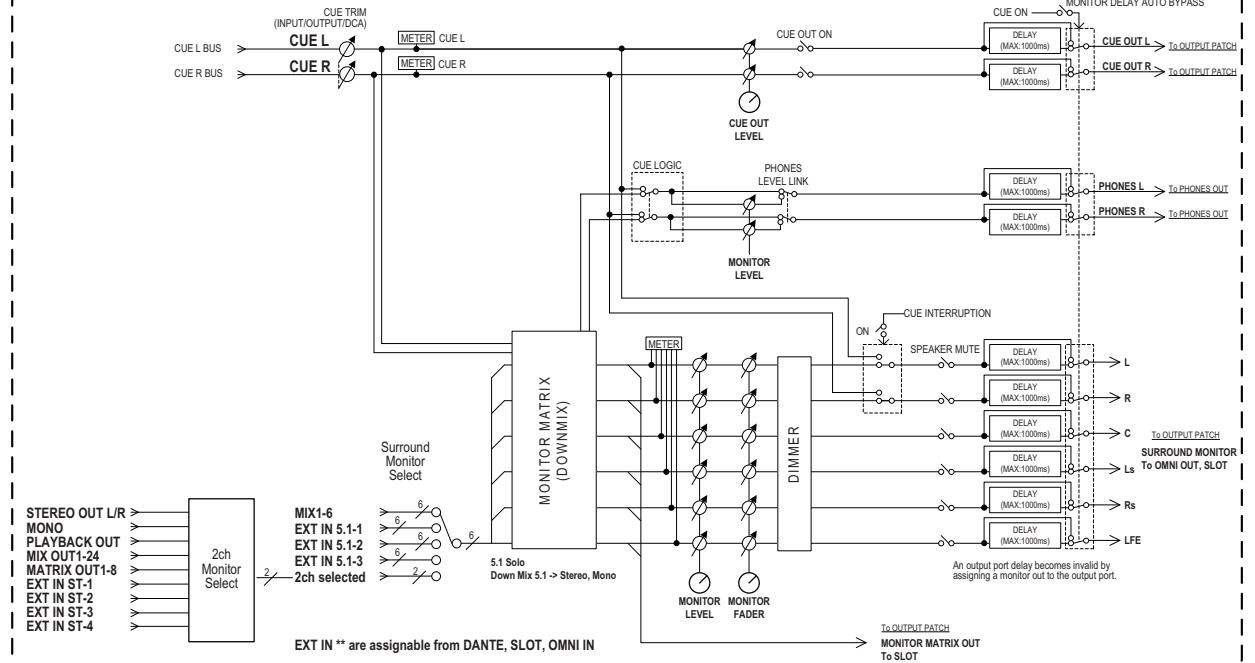 MONITOR DELAY AUTO BYPASS
CUE ON
CUE TRIM
(INPUT/OUTPUT/DCA)
CUE L BUS
CUE L
METER CUE L
CUE OUT ON
DELAY
(MAX:1000ms)
CUE OUT L
To OUTPUT PATCH
CUE R BUS
CUE R
METER CUE R
DELAY
(MAX:1000ms)
CUE OUT R
To OUTPUT PATCH
CUE OUT
LEVEL
CUE LOGIC
PHONES
LEVEL LINK
DELAY
(MAX:1000ms)
PHONES L
To PHONES OUT
DELAY
(MAX:1000ms)
PHONES R
To PHONES OUT
MONITOR
LEVEL
CUE INTERRUPTION
ON
SPEAKER MUTE
METER
MONITOR MATRIX
(DOWNMIX)
DIMMER
DELAY
(MAX:1000ms)
L
DELAY
(MAX:1000ms)
R
DELAY
(MAX:1000ms)
C
DELAY
(MAX:1000ms)
Ls
DELAY
(MAX:1000ms)
Rs
DELAY
(MAX:1000ms)
LFE
To OUTPUT PATCH
SURROUND MONITOR
To OMNI OUT, SLOT
An output port delay becomes invalid by
assigning a monitor out to the output port.
Surround
Monitor
Select
MIX1-6
6
EXT IN 5.1-1
6
EXT IN 5.1-2
6
EXT IN 5.1-3
6
2ch selected
2
6
5.1 Solo
Down Mix 5.1 -> Stereo, Mono
STEREO OUT L/R
MONO
PLAYBACK OUT
MIX OUT1-24
MATRIX OUT1-8
EXT IN ST-1
EXT IN ST-2
EXT IN ST-3
EXT IN ST-4
2ch
Monitor
Select
2
MONITOR
LEVEL
MONITOR
FADER
EXT IN ** are assignable from DANTE, SLOT, OMNI IN
To OUTPUT PATCH
MONITOR MATRIX OUT
To SLOT